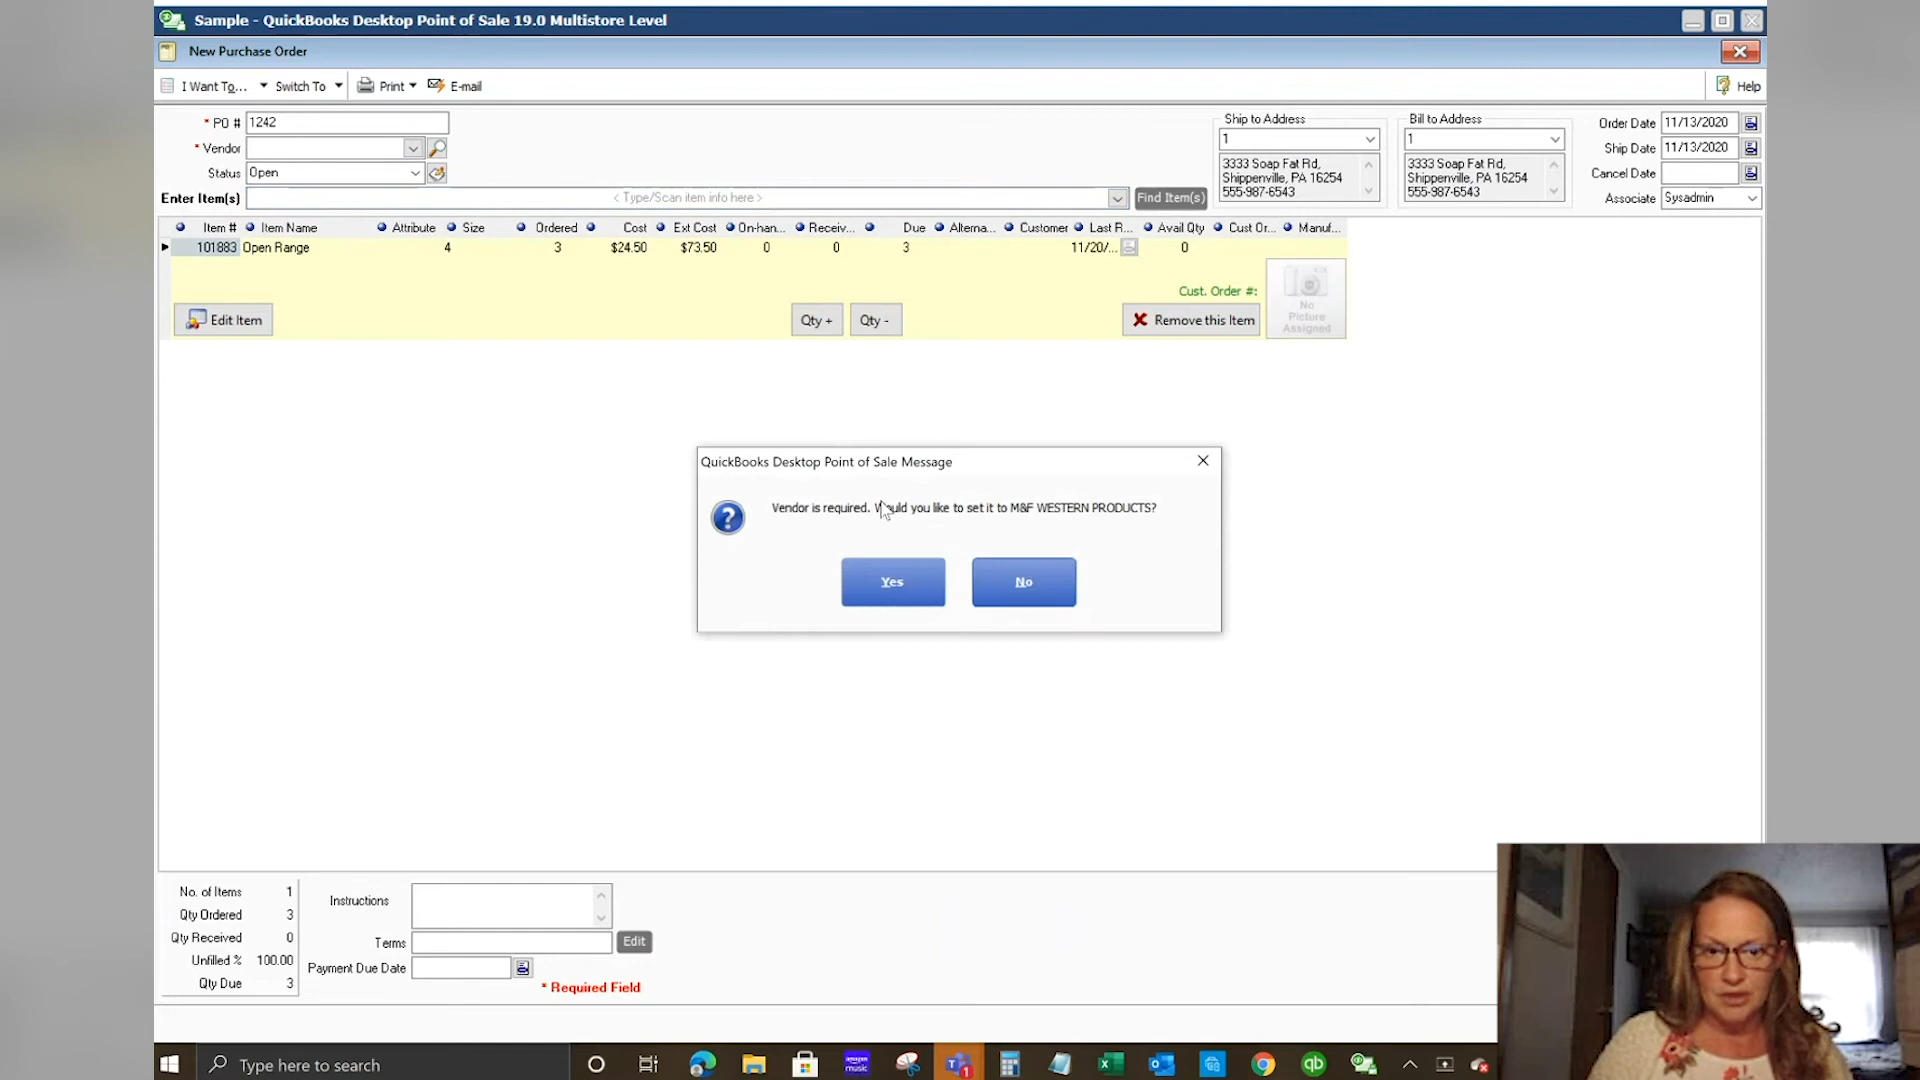 Sample - QuickBooks Desktop Point of Sale 19.0 Multistore Level
New Purchase Order
I Want To... Switch To Print E-mail Help
* PO # 1242
* Vendor
Status Open
Enter Item(s) < Type/Scan item info here > Find Item(s)
Ship to Address
1
3333 Soap Fat Rd,
Shippenville, PA 16254
555-987-6543
Bill to Address
1
3333 Soap Fat Rd,
Shippenville, PA 16254
555-987-6543
Order Date 11/13/2020
Ship Date 11/13/2020
Cancel Date
Associate Sysadmin
Item # Item Name Attribute Size Ordered Cost Ext Cost On-han... Receiv... Due Alterna... Customer Last R... Avail Qty Cust Or... Manuf...
101883 Open Range 4 3 $24.50 $73.50 0 0 3 11/20/... 0
Cust. Order #:
No
Picture
Assigned
Edit Item Qty + Qty - Remove this Item
QuickBooks Desktop Point of Sale Message
Vendor is required. Would you like to set it to M&F WESTERN PRODUCTS?
Yes No
No. of Items 1
Qty Ordered 3
Qty Received 0
Unfilled % 100.00
Qty Due 3
Instructions
Terms Edit
Payment Due Date
* Required Field
Type here to search
amazon
music
T 1
qb